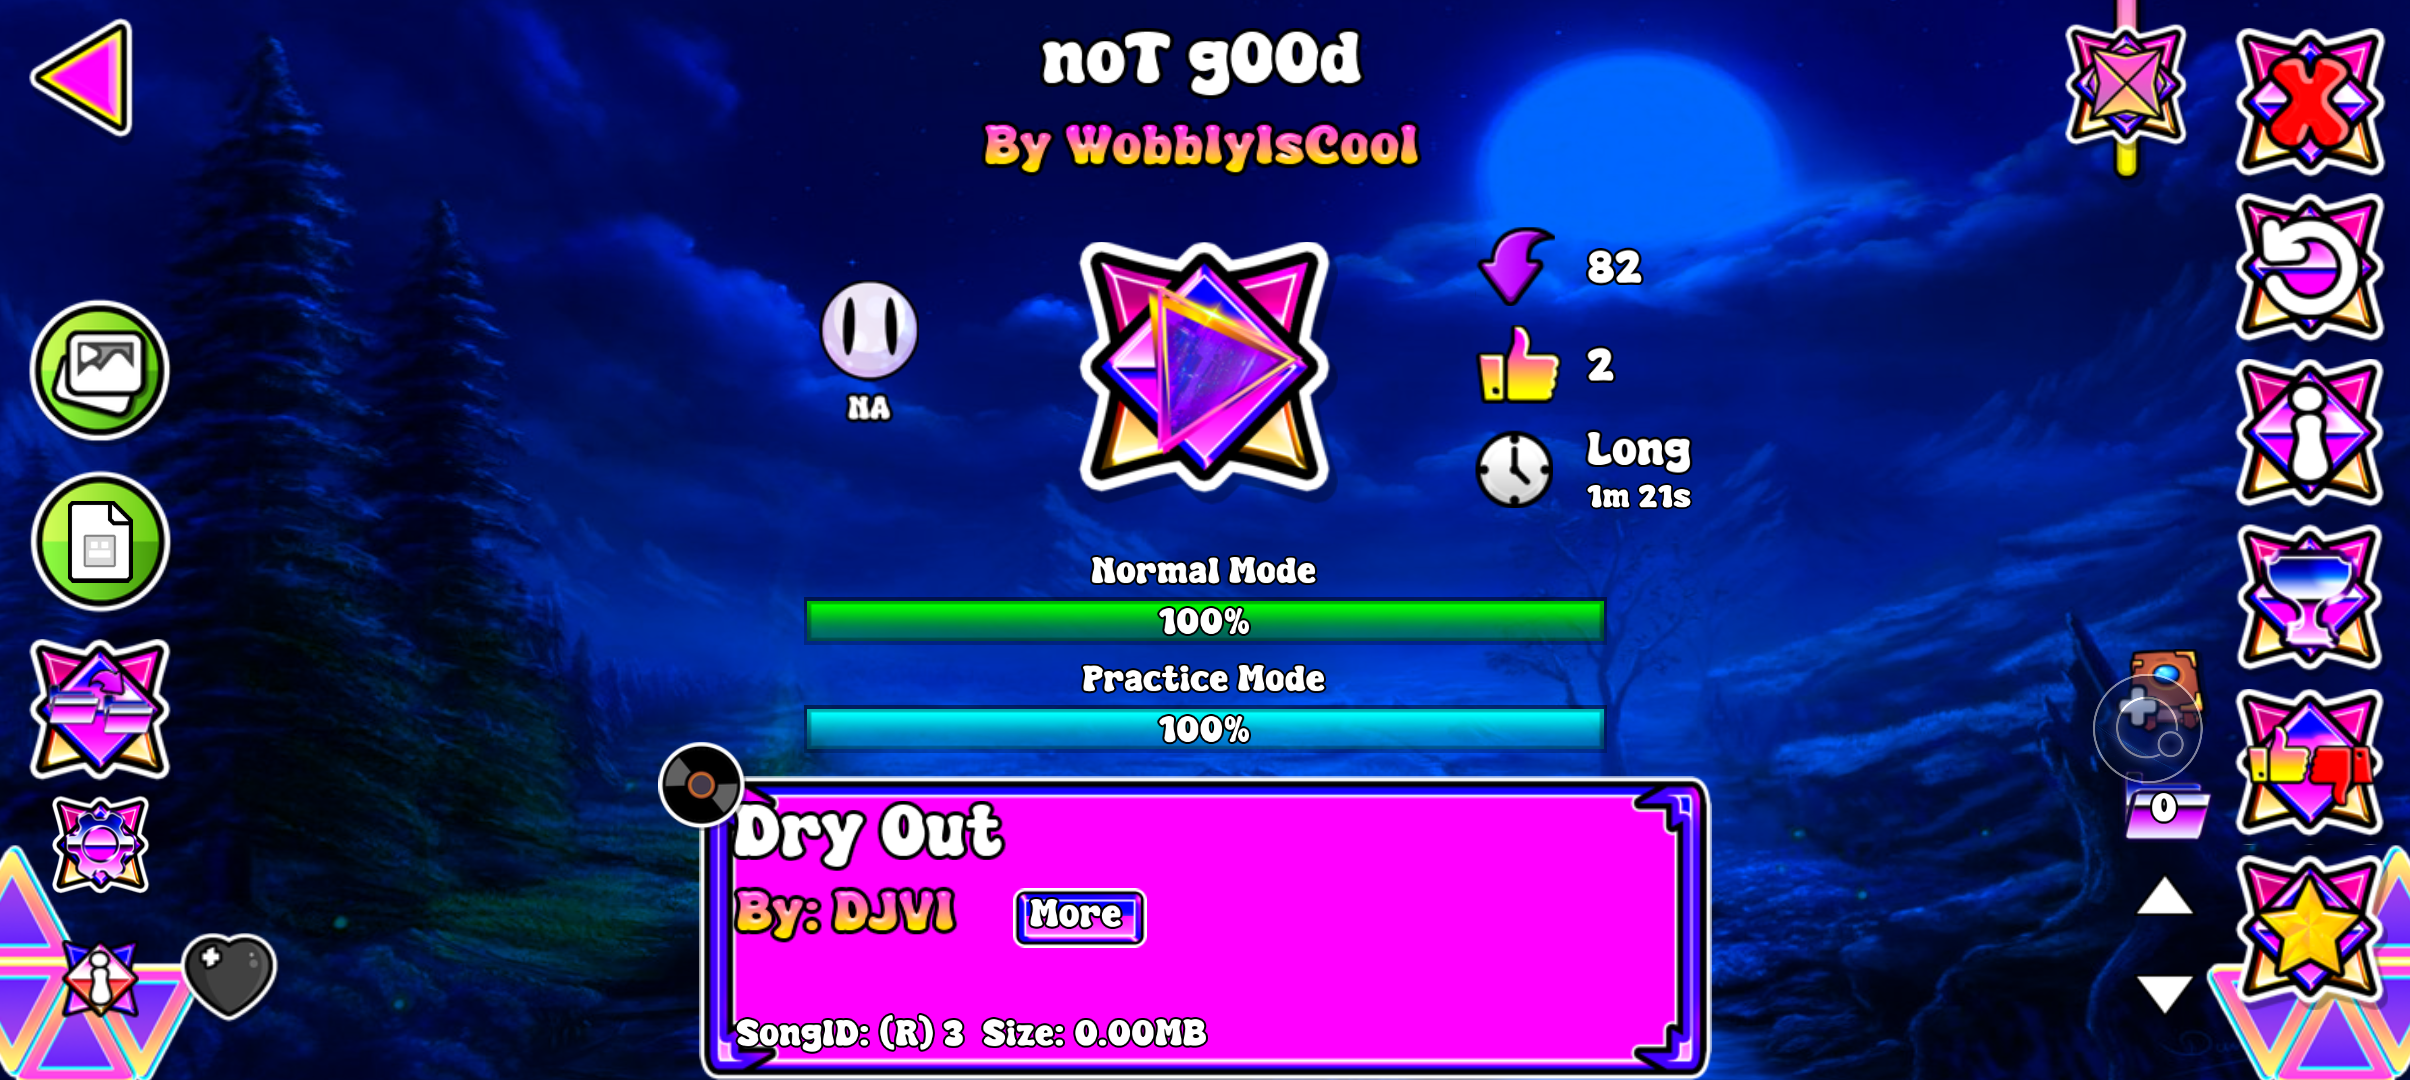 noT gOOd
By WobblyIsCool
82
2
NA
Long
1m 21s
Normal Mode
100%
Practice Mode
100%
Dry Out
By: DJVI
More
SongID: (R) 3 Size: 0.00MB
0